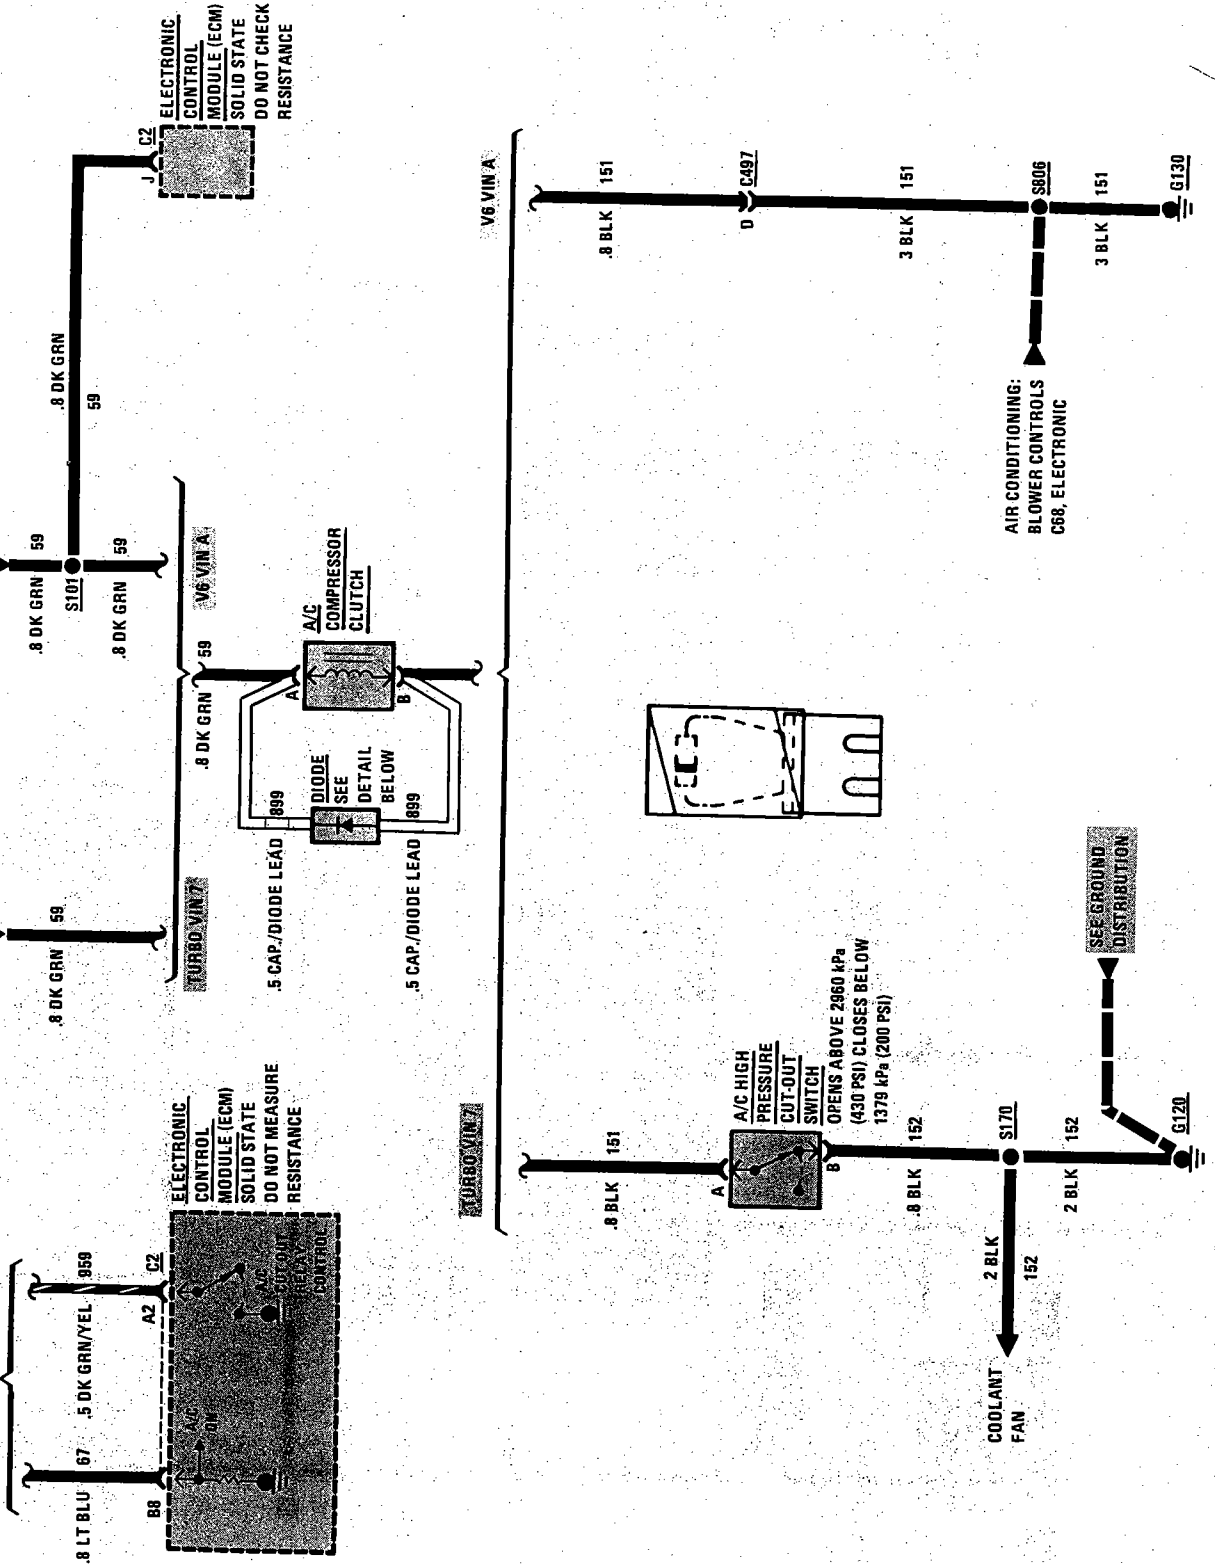 .8 LT BLU
67
B8
.5 DK GRN/YEL
959
A2
C2
A/C
ON
A/C
CUT OUT
RELAY
CONTROL
ELECTRONIC
CONTROL
MODULE (ECM)
SOLID STATE
DO NOT MEASURE
RESISTANCE
.8 DK GRN
59
TURBO VIN 7
.8 DK GRN
59
S101
.8 DK GRN
59
V6 VIN A
.8 DK GRN
59
J
C2
ELECTRONIC
CONTROL
MODULE (ECM)
SOLID STATE
DO NOT CHECK
RESISTANCE
.8 DK GRN
59
A
A/C
COMPRESSOR
CLUTCH
B
.5 CAP./DIODE LEAD
899
DIODE
SEE
DETAIL
BELOW
.5 CAP./DIODE LEAD
899
TURBO VIN 7
V6 VIN A
.8 BLK
151
A
A/C HIGH
PRESSURE
CUT-OUT
SWITCH
OPENS ABOVE 2960 kPa
(430 PSI) CLOSES BELOW
1379 kPa (200 PSI)
B
.8 BLK
152
S170
2 BLK
152
COOLANT
FAN
2 BLK
152
G120
SEE GROUND
DISTRIBUTION
.8 BLK
151
D
C497
3 BLK
151
S806
AIR CONDITIONING:
BLOWER CONTROLS
C68, ELECTRONIC
3 BLK
151
G130